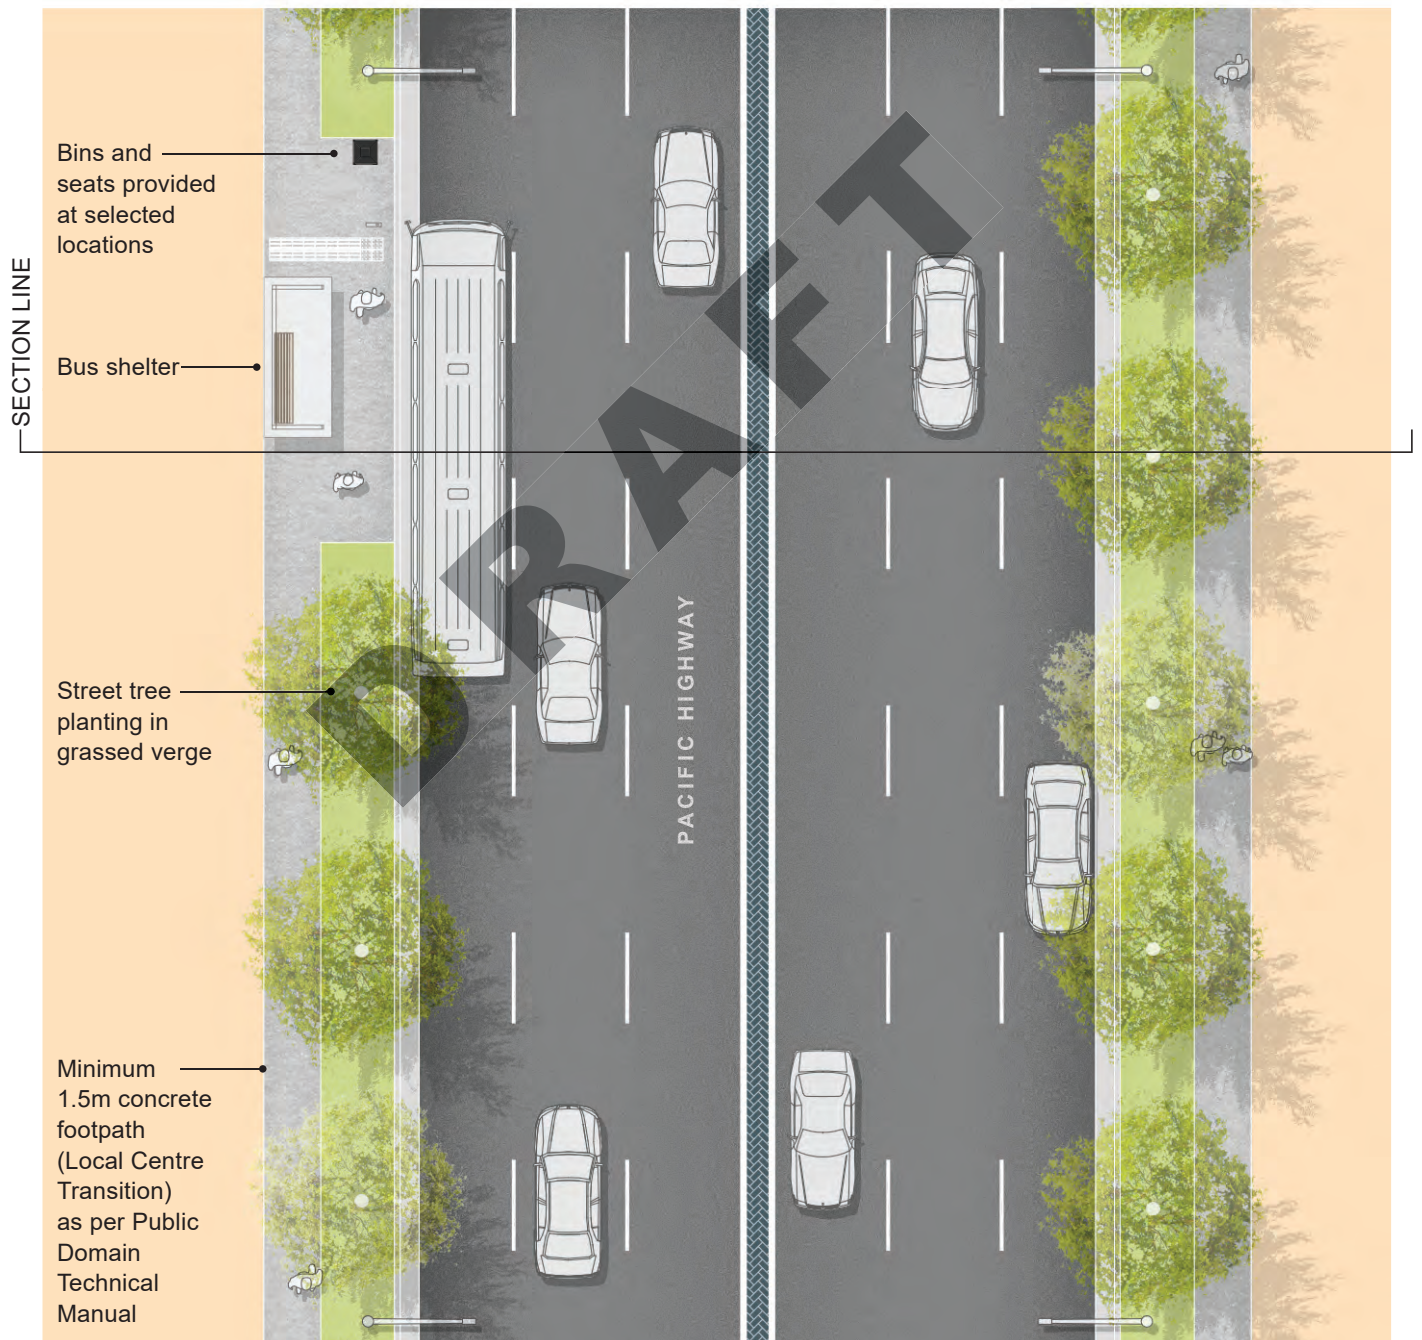 Bins and
seats provided
at selected
locations
SECTION LINE
Bus shelter
DRAFT
PACIFIC HIGHWAY
Street tree
planting in
grassed verge
Minimum
1.5m concrete
footpath
(Local Centre
Transition)
as per Public
Domain
Technical
Manual